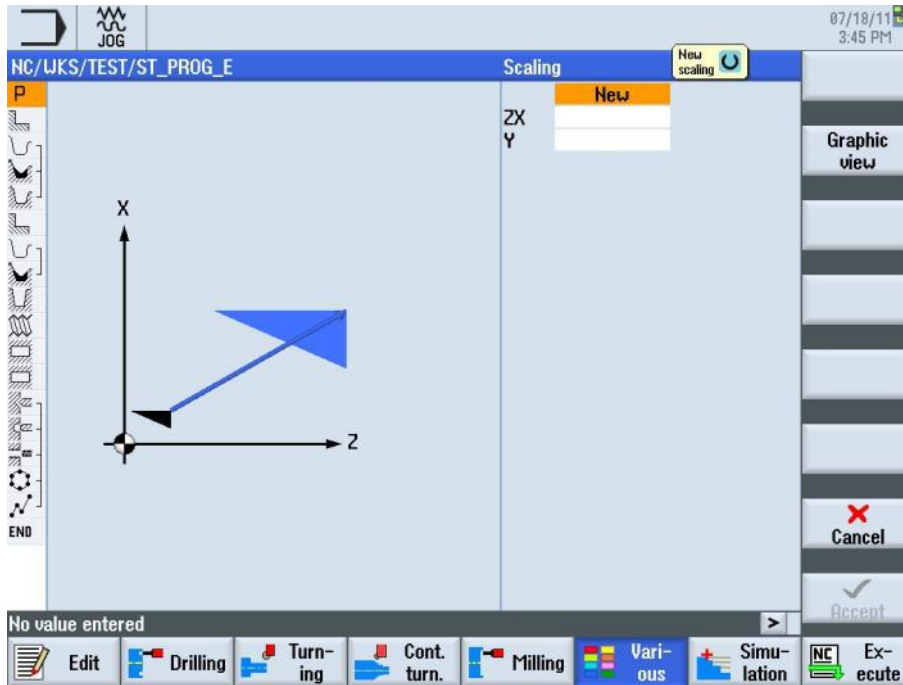 JOG
07/18/11
3:45 PM
NC/WKS/TEST/ST_PROG_E
Scaling
New
scaling
P
New
ZX
Y
Graphic
view
X
Z
END
Cancel
Accept
No value entered
>
Edit
Drilling
Turn-
ing
Cont.
turn.
Milling
Vari-
ous
Simu-
lation
NC
Ex-
ecute